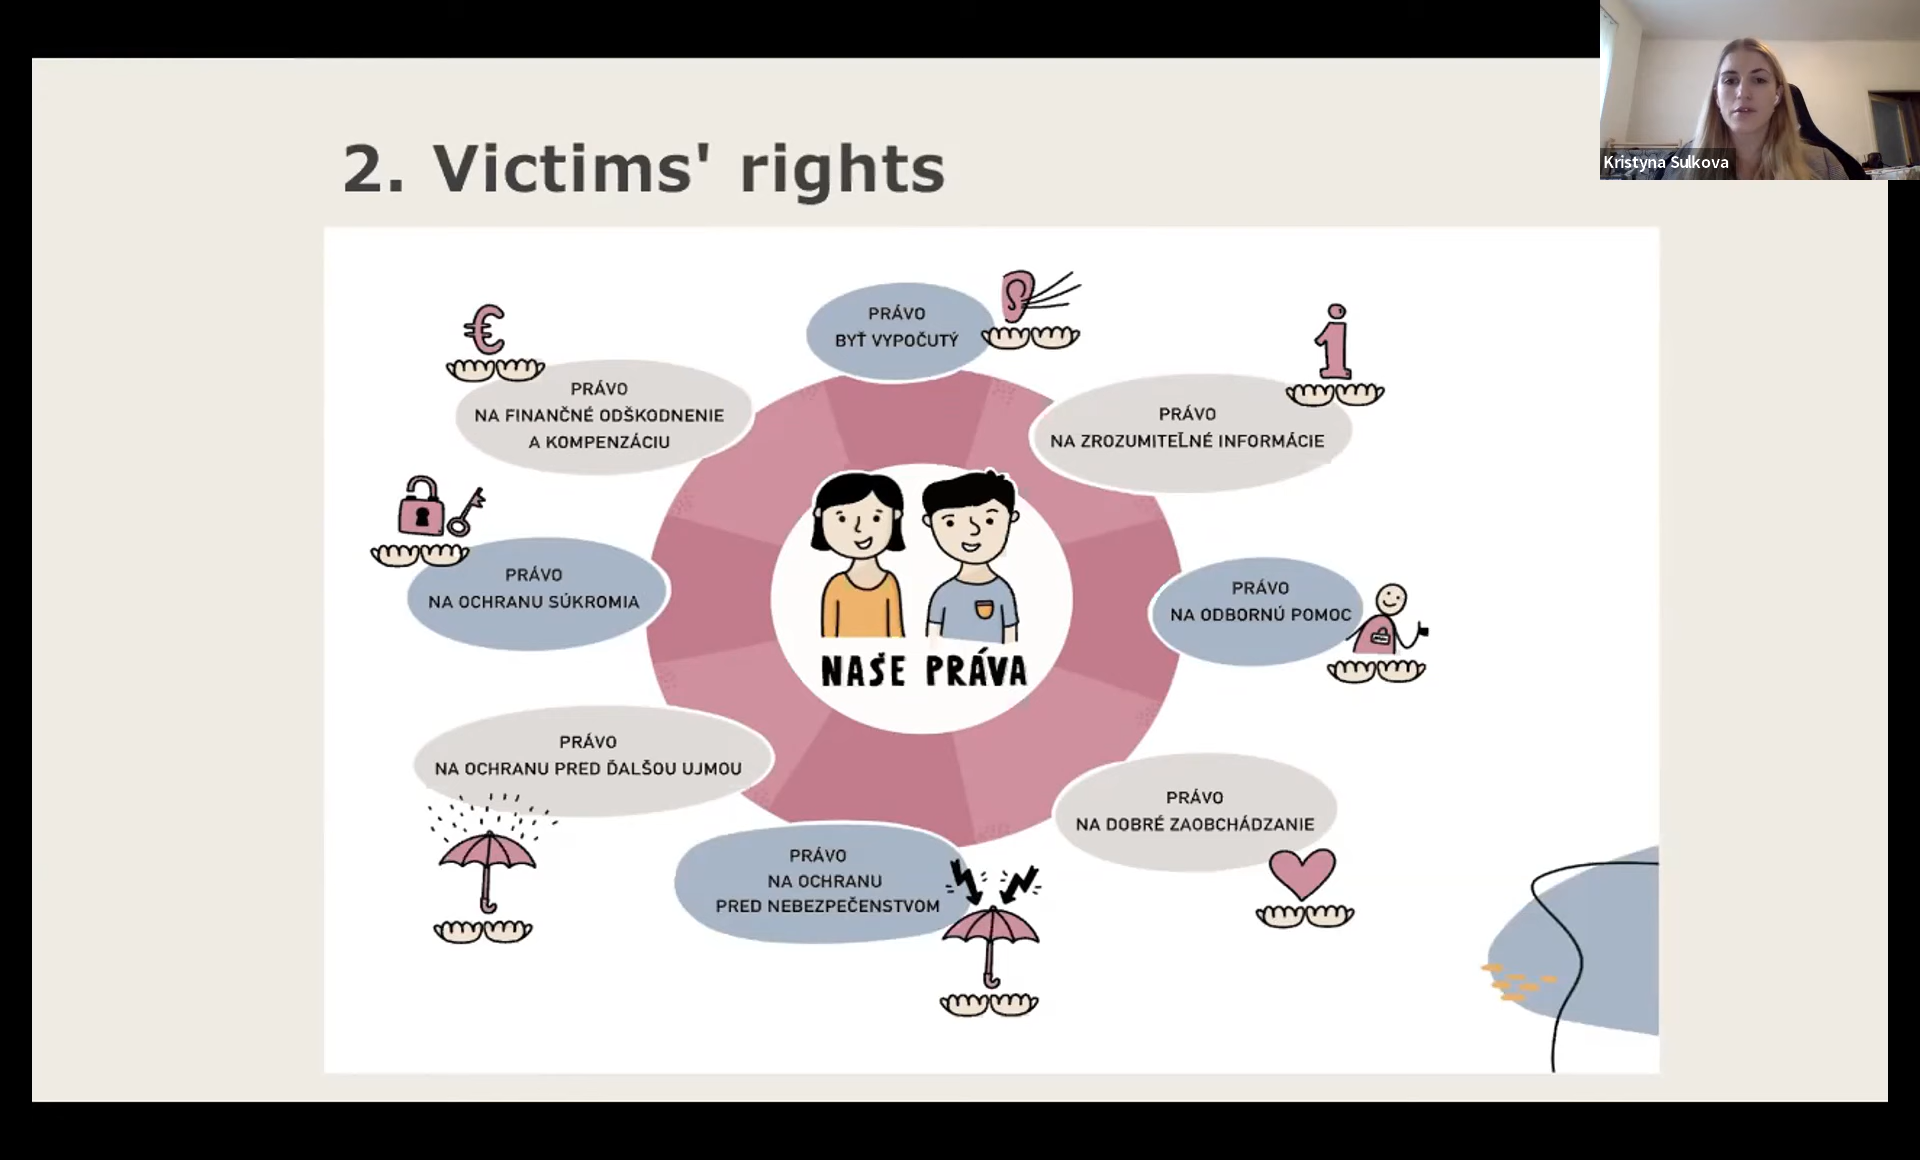 Kristyna Sulkova
2. Victims' rights
PRÁVO
BYŤ VYPOČUTÝ
PRÁVO
NA ZROZUMITEĽNÉ INFORMÁCIE
PRÁVO
NA ODBORNÚ POMOC
PRÁVO
NA DOBRÉ ZAOBCHÁDZANIE
PRÁVO
NA OCHRANU
PRED NEBEZPEČENSTVOM
PRÁVO
NA OCHRANU PRED ĎALŠOU UJMOU
PRÁVO
NA OCHRANU SÚKROMIA
PRÁVO
NA FINANČNÉ ODŠKODNENIE
A KOMPENZÁCIU
NAŠE PRÁVA